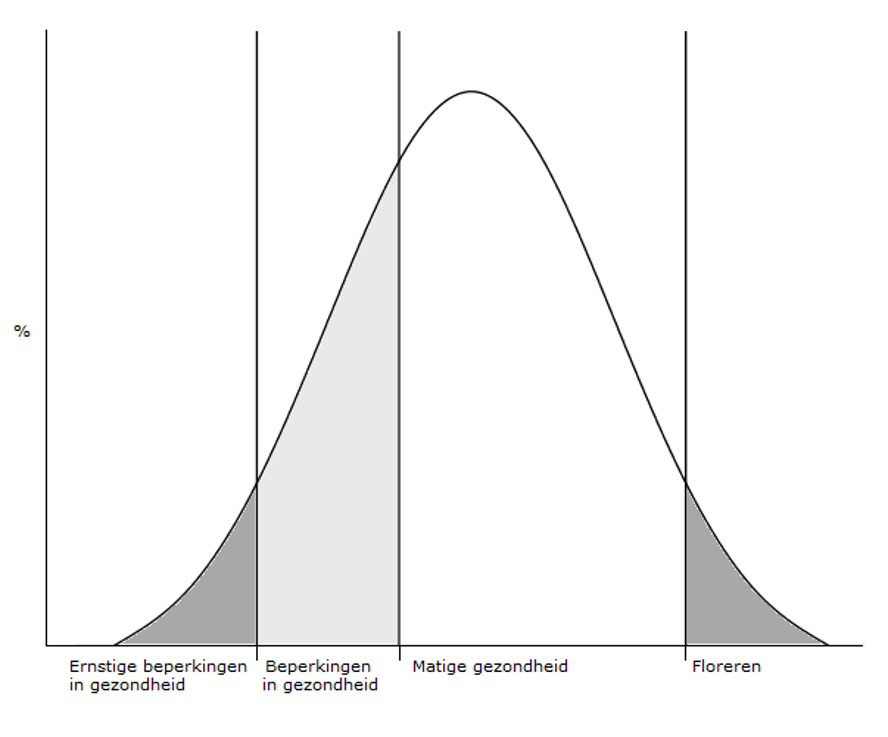 %
Ernstige beperkingen
in gezondheid
Beperkingen
in gezondheid
Matige gezondheid
Floreren